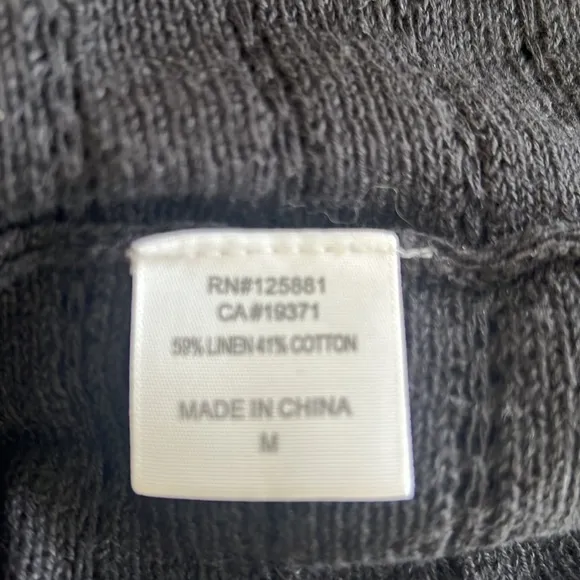 RN#125881
CA#19371
59% LINEN 41% COTTON
MADE IN CHINA
M